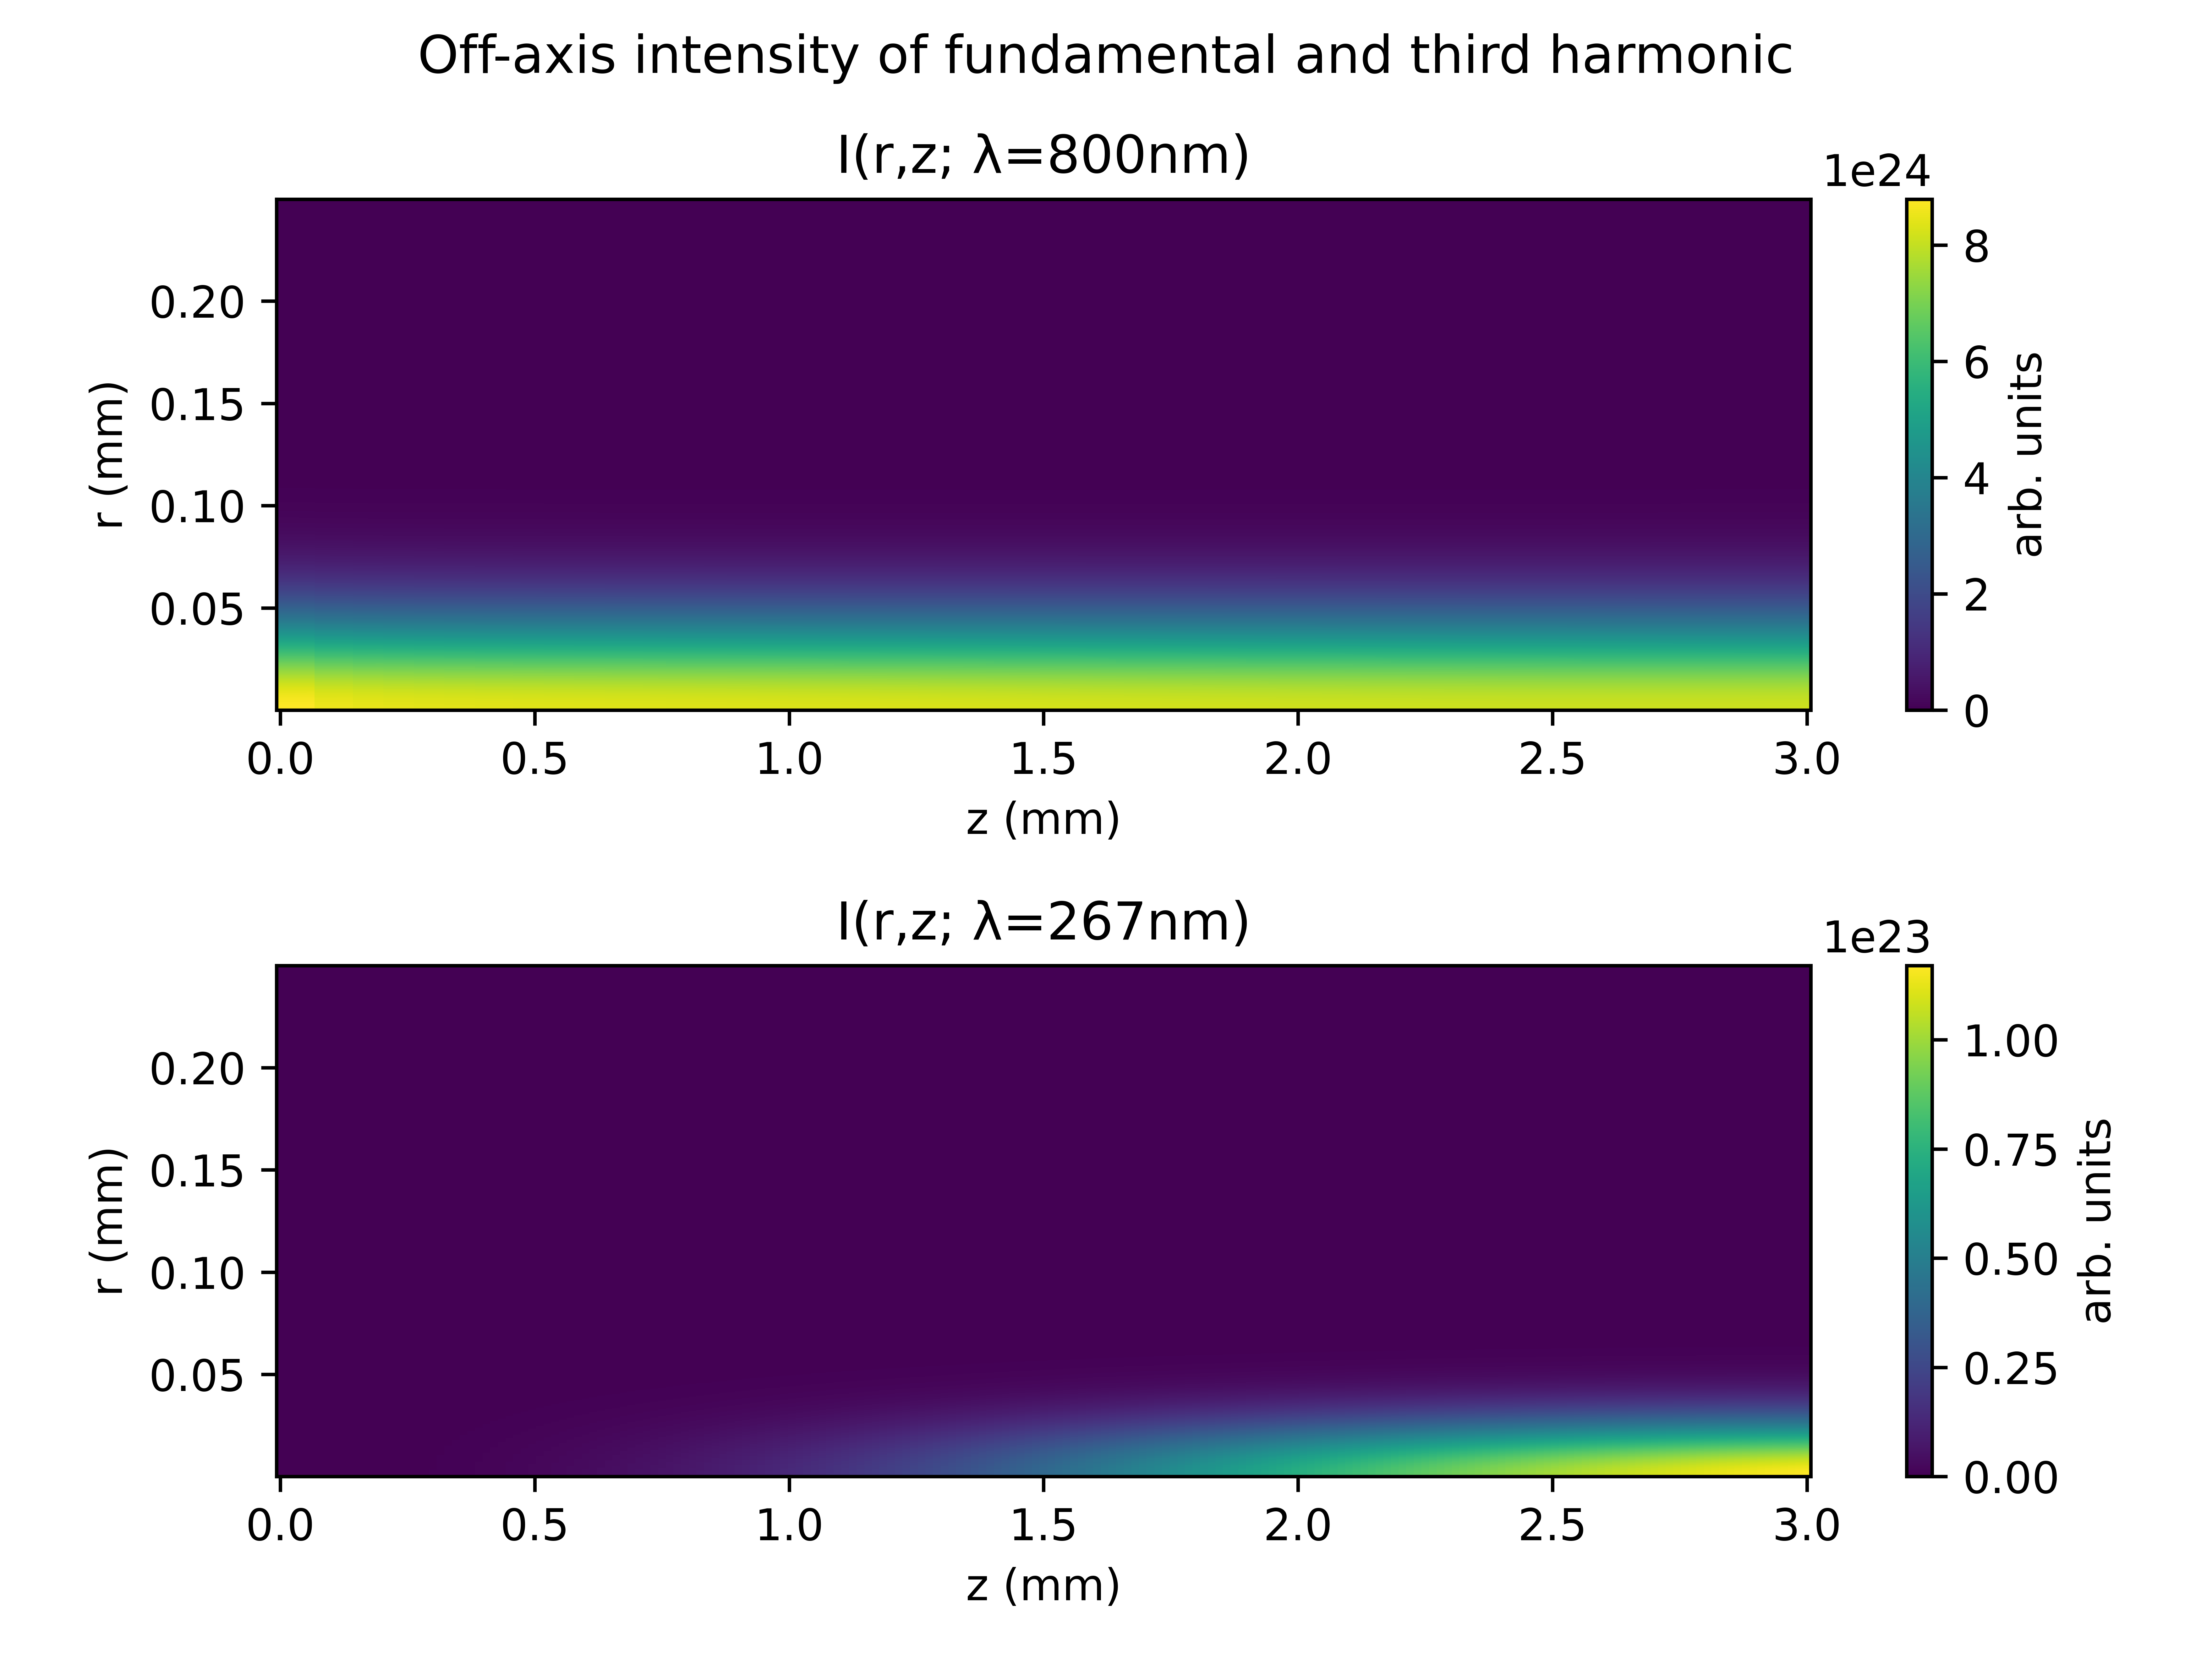 Off-axis intensity of fundamental and third harmonic
I(r,z; λ=800nm)
1e24
0.20
0.15
0.10
0.05
r (mm)
0.0 0.5 1.0 1.5 2.0 2.5 3.0
z (mm)
8
6
4
2
0
arb. units
I(r,z; λ=267nm)
1e23
0.20
0.15
0.10
0.05
r (mm)
0.0 0.5 1.0 1.5 2.0 2.5 3.0
z (mm)
1.00
0.75
0.50
0.25
0.00
arb. units